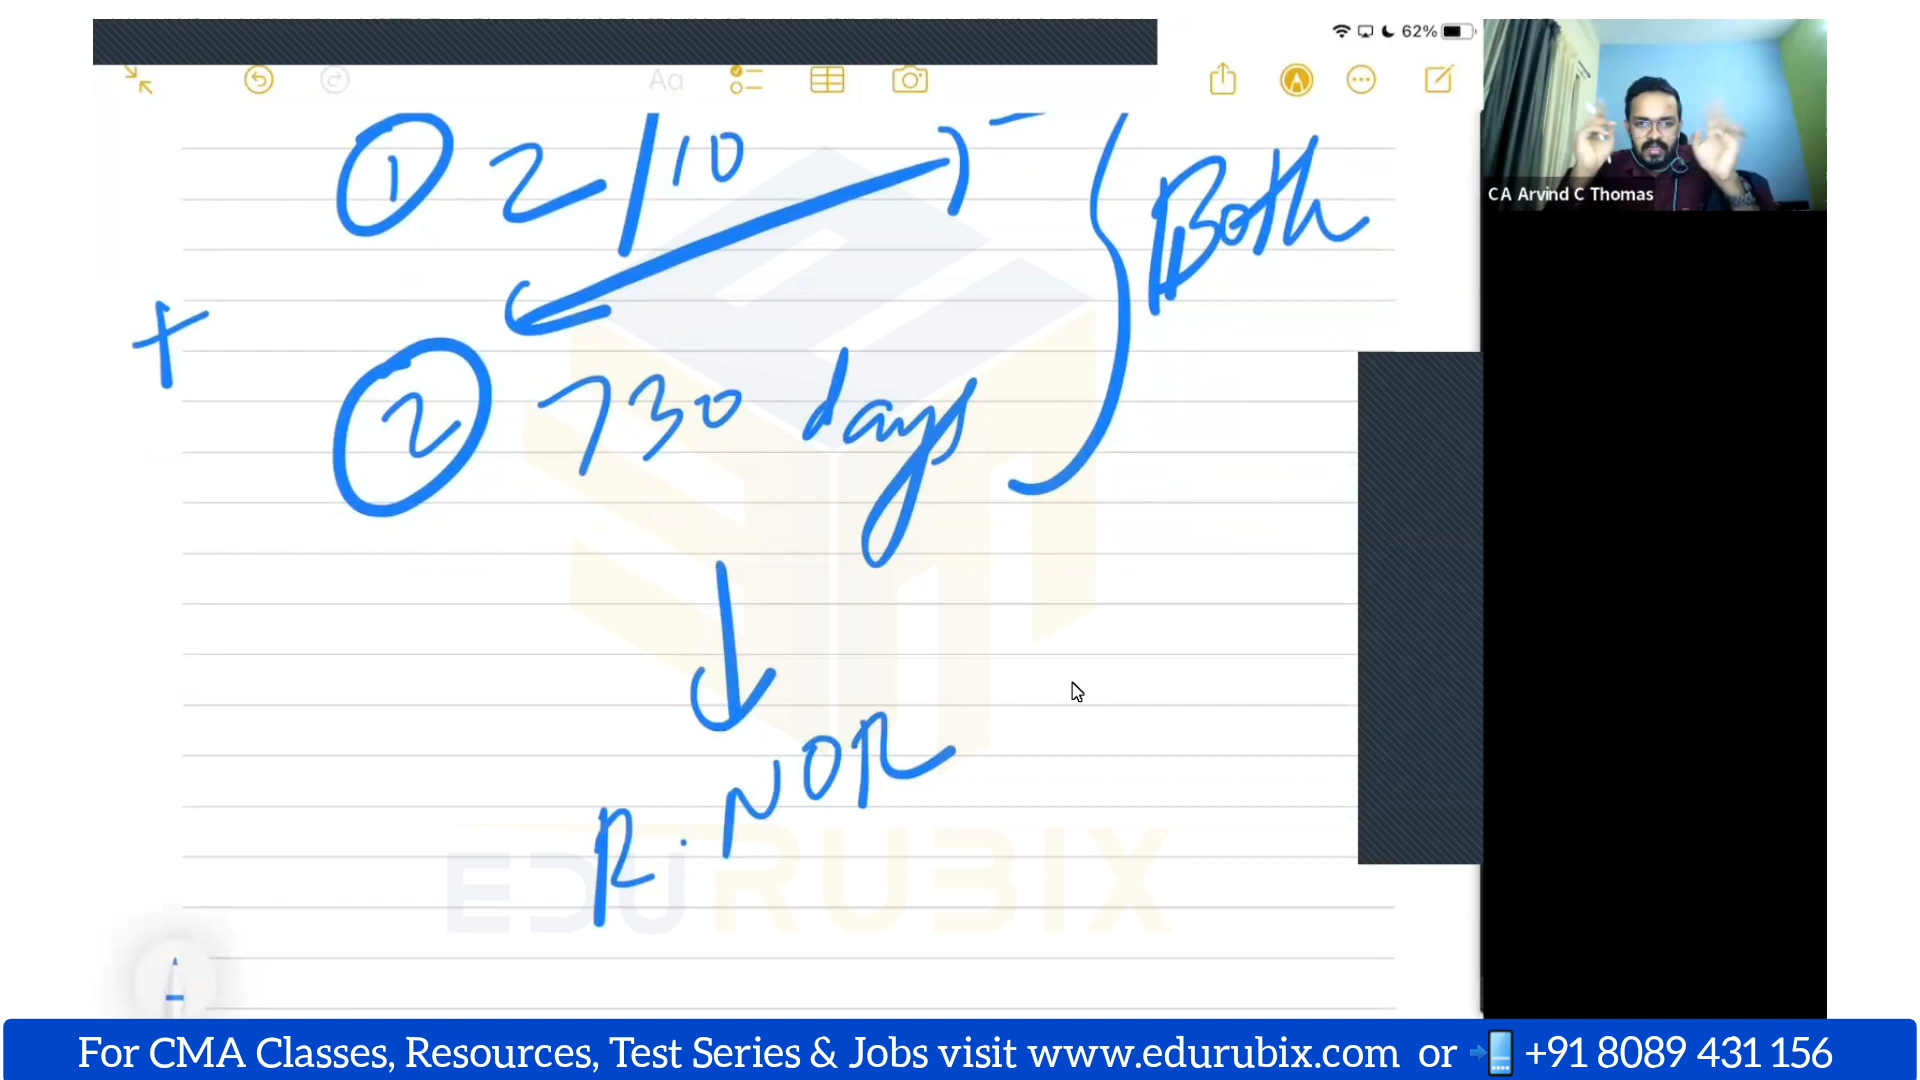 62%
Aa
CA Arvind C Thomas
① 2/10
Both
+
② 730 days
R.NOR
EDURUBIX
For CMA Classes, Resources, Test Series & Jobs visit www.edurubix.com or +91 8089 431 156